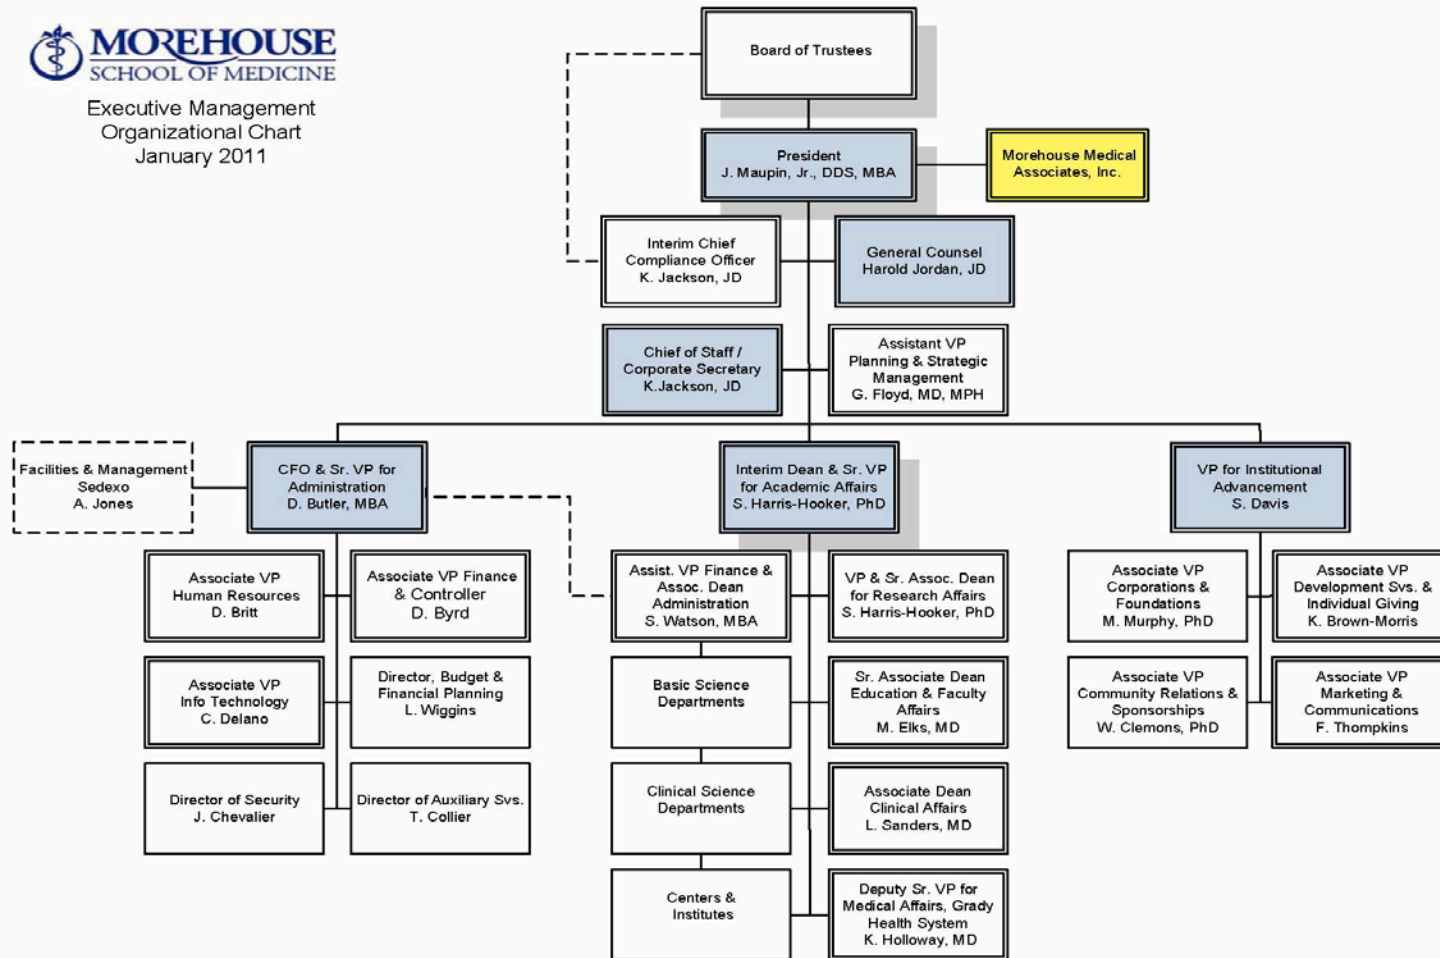 MOREHOUSE
SCHOOL OF MEDICINE
Executive Management
Organizational Chart
January 2011
Board of Trustees
President
J. Maupin, Jr., DDS, MBA
Morehouse Medical
Associates, Inc.
Interim Chief
Compliance Officer
K. Jackson, JD
General Counsel
Harold Jordan, JD
Chief of Staff /
Corporate Secretary
K.Jackson, JD
Assistant VP
Planning & Strategic
Management
G. Floyd, MD, MPH
Facilities & Management
Sedexo
A. Jones
CFO & Sr. VP for
Administration
D. Butler, MBA
Interim Dean & Sr. VP
for Academic Affairs
S. Harris-Hooker, PhD
VP for Institutional
Advancement
S. Davis
Associate VP
Human Resources
D. Britt
Associate VP Finance
& Controller
D. Byrd
Assist. VP Finance &
Assoc. Dean
Administration
S. Watson, MBA
VP & Sr. Assoc. Dean
for Research Affairs
S. Harris-Hooker, PhD
Associate VP
Corporations &
Foundations
M. Murphy, PhD
Associate VP
Development Svs. &
Individual Giving
K. Brown-Morris
Associate VP
Info Technology
C. Delano
Director, Budget &
Financial Planning
L. Wiggins
Basic Science
Departments
Sr. Associate Dean
Education & Faculty
Affairs
M. Elks, MD
Associate VP
Community Relations &
Sponsorships
W. Clemons, PhD
Associate VP
Marketing &
Communications
F. Thompkins
Director of Security
J. Chevalier
Director of Auxiliary Svs.
T. Collier
Clinical Science
Departments
Associate Dean
Clinical Affairs
L. Sanders, MD
Centers &
Institutes
Deputy Sr. VP for
Medical Affairs, Grady
Health System
K. Holloway, MD